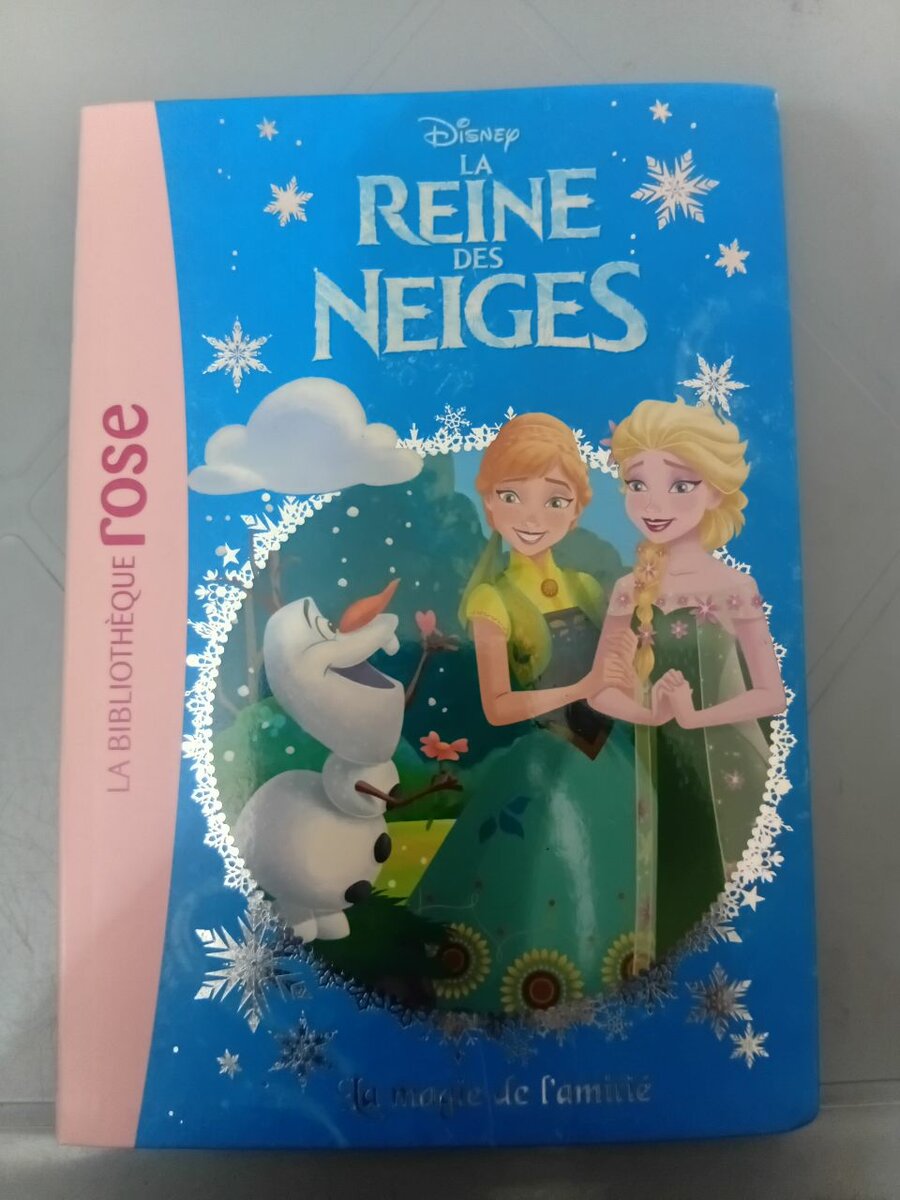 Disney
LA
REINE
DES
NEIGES
LA BIBLIOTHÈQUE rose
La magie de l'amitié